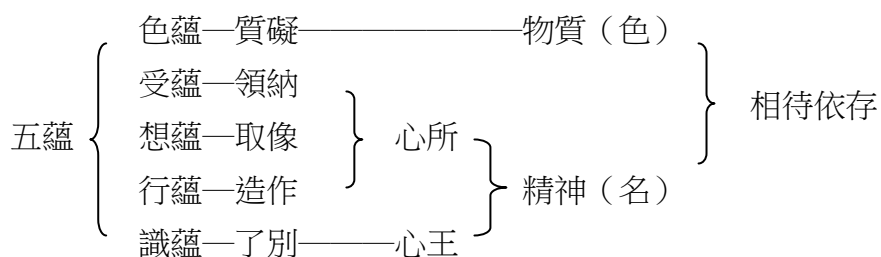 色蘊─質礙───────物質（色）
受蘊─領納
相待依存
五蘊 想蘊─取像 心所
行蘊─造作 精神（名）
識蘊─了別───心王